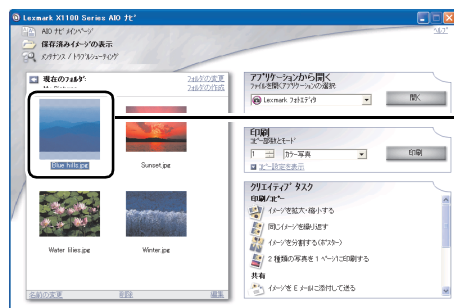 Lexmark X1100 Series AIO ナビ
AIO ナビ メインページ
ヘルプ
保存済みイメージの表示
メンテナンス / トラブルシューティング
現在のフォルダ:
フォルダの変更
フォルダの作成
Blue hills.jpg
Sunset.jpg
Water lilies.jpg
Winter.jpg
名前の変更
削除
編集
アプリケーションから開く
ファイルを開くアプリケーションの選択
Lexmark フォトエディタ
開く
印刷
コピー部数とモード
1
カラー写真
印刷
コピー設定を表示
クリエイティブ タスク
印刷/コピー
イメージを拡大・縮小する
同じイメージを繰り返す
イメージを分割する(ポスター)
2 種類の写真を 1 ページに印刷する
共有
イメージを E メールに添付して送る